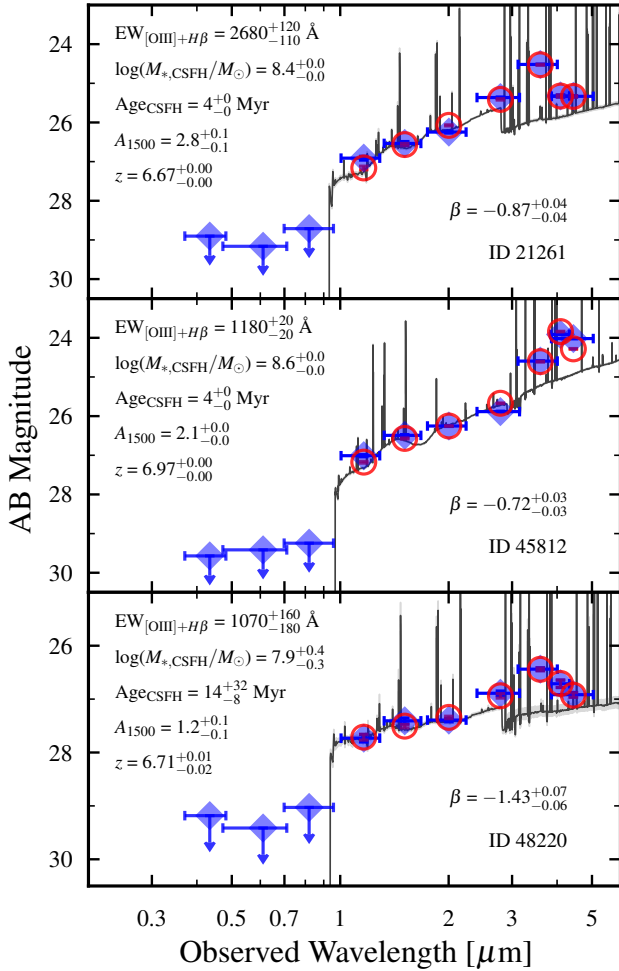 24
26
28
30
EW[OIII]+Hβ = 2680 +120 −110 Å
log(M∗,CSFH/M⊙) = 8.4 +0.0 −0.0
AgeCSFH = 4 +0 −0 Myr
A1500 = 2.8 +0.1 −0.1
z = 6.67 +0.00 −0.00
β = −0.87 +0.04 −0.04
ID 21261
24
26
28
30
EW[OIII]+Hβ = 1180 +20 −20 Å
log(M∗,CSFH/M⊙) = 8.6 +0.0 −0.0
AgeCSFH = 4 +0 −0 Myr
A1500 = 2.1 +0.0 −0.0
z = 6.97 +0.00 −0.00
β = −0.72 +0.03 −0.03
ID 45812
AB Magnitude
26
28
30
EW[OIII]+Hβ = 1070 +160 −180 Å
log(M∗,CSFH/M⊙) = 7.9 +0.4 −0.3
AgeCSFH = 14 +32 −8 Myr
A1500 = 1.2 +0.1 −0.1
z = 6.71 +0.01 −0.02
β = −1.43 +0.07 −0.06
ID 48220
0.3 0.5 0.7 1 2 3 5
Observed Wavelength [μm]